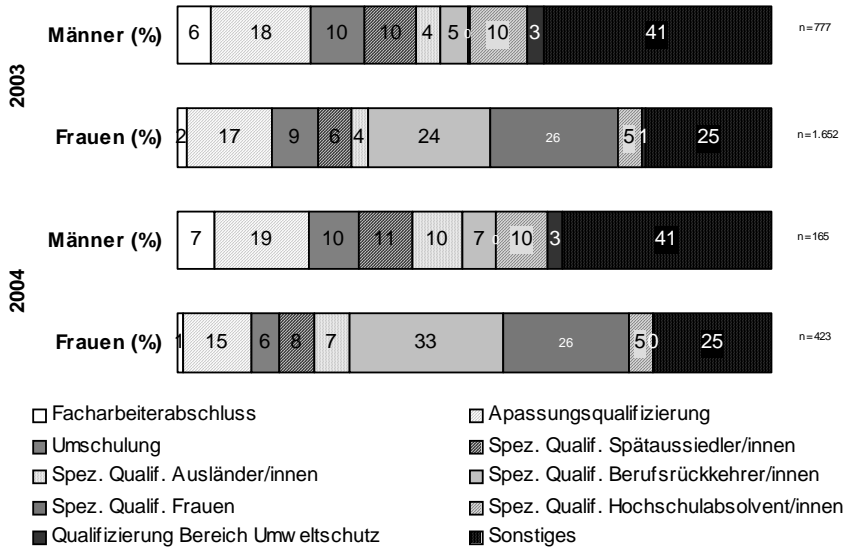 2003
Männer (%) 6 18 10 10 4 5 0 10 3 41 n=777
Frauen (%) 2 17 9 6 4 24 26 5 1 25 n=1.652
2004
Männer (%) 7 19 10 11 10 7 0 10 3 41 n=165
Frauen (%) 1 15 6 8 7 33 26 5 0 25 n=423
Facharbeiterabschluss Apassungsqualifizierung
Umschulung Spez. Qualif. Spätaussiedler/innen
Spez. Qualif. Ausländer/innen Spez. Qualif. Berufsrückkehrer/innen
Spez. Qualif. Frauen Spez. Qualif. Hochschulabsolvent/innen
Qualifizierung Bereich Umweltschutz Sonstiges